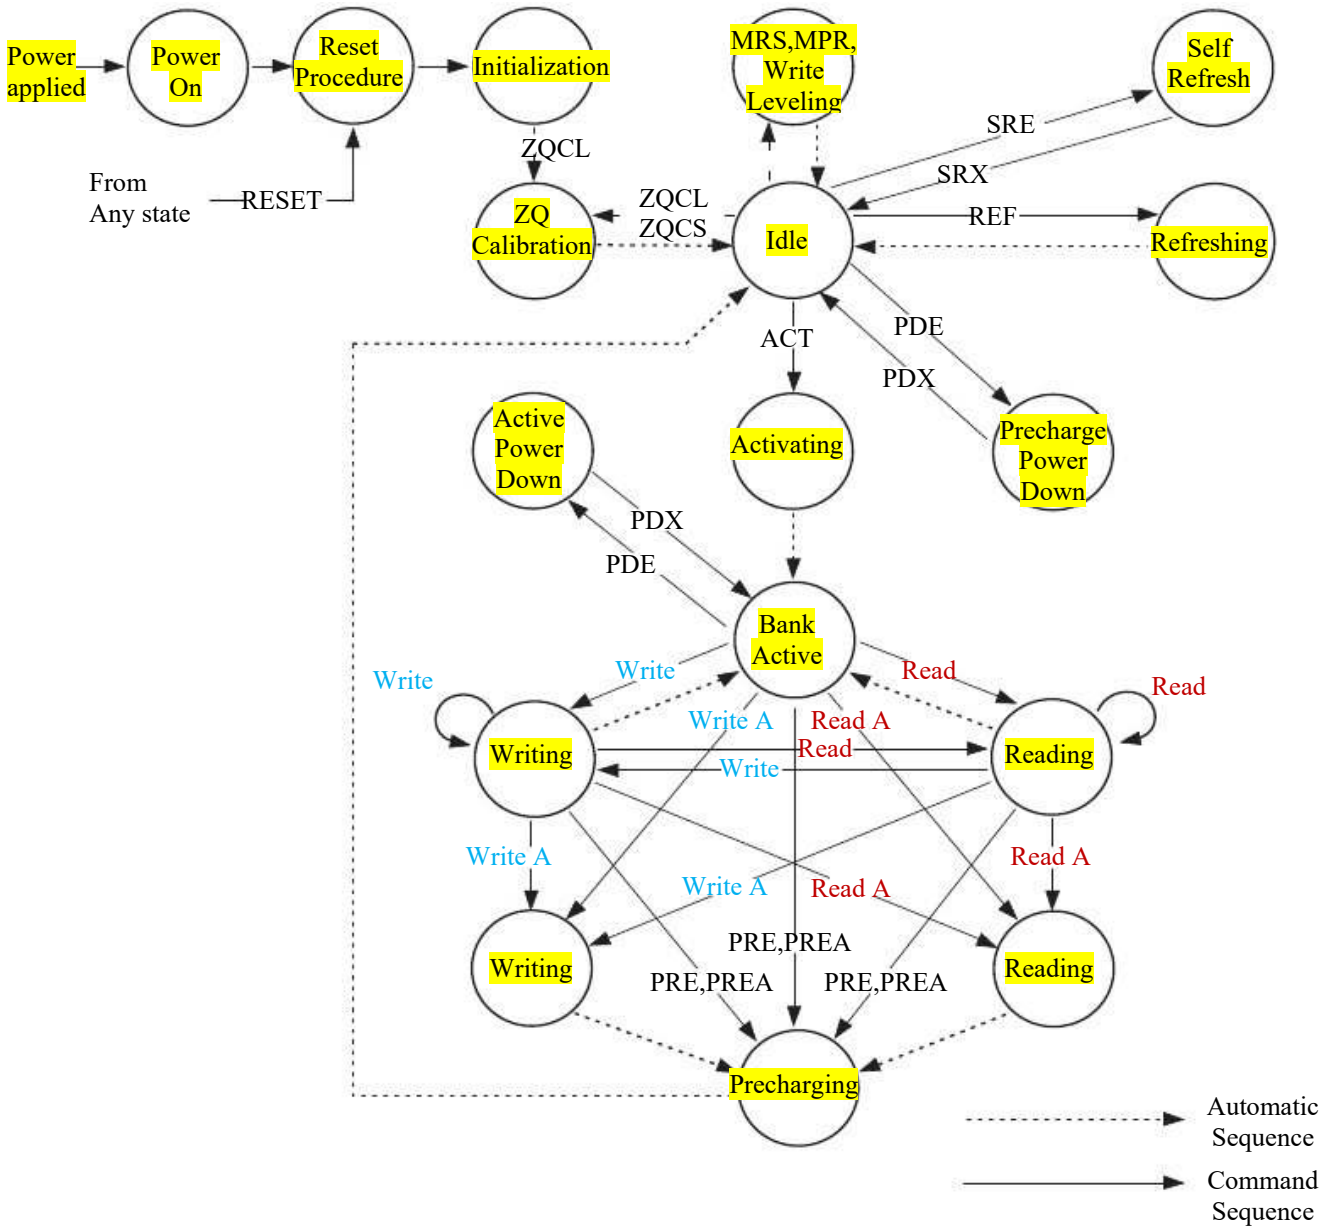 Power
applied
Power
On
Reset
Procedure
Initialization
MRS,MPR,
Write
Leveling
Self
Refresh
From
Any state
RESET
ZQCL
ZQ
Calibration
ZQCL
ZQCS
Idle
SRE
SRX
REF
Refreshing
ACT
PDE
PDX
Active
Power
Down
Activating
Precharge
Power
Down
PDX
PDE
Bank
Active
Write
Write
Read
Read
Write A
Read A
Writing
Read
Write
Reading
Write A
Write A
Read A
Read A
Writing
PRE,PREA
PRE,PREA
PRE,PREA
Reading
Precharging
Automatic
Sequence
Command
Sequence